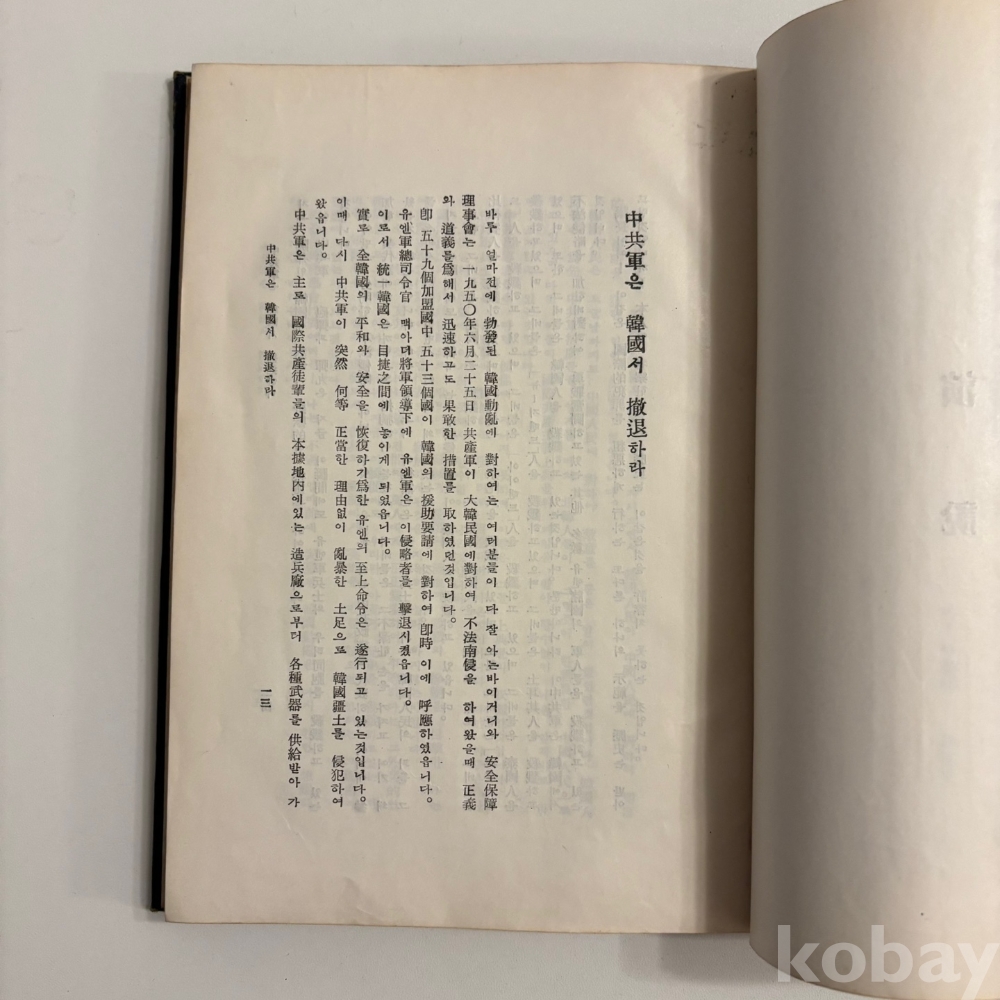 中共軍은 韓國서 撤退하라
바루 얼마전에 勃發된 韓國動亂에 對하여는 여러분들이 다 잘 아는바이거니와 安全保障
理事會는 一九五〇年六月二十五日 共産軍이 大韓民國에對하여 不法南侵을 하여왔을때 正義
와 道義를爲해서 迅速하고도 果敢한 措置를 取하였던것입니다。
卽 五十九個加盟國中 五十三個國이 韓國의 援助要請에 對하여 卽時 이에 呼應하였읍니다。
유엔軍總司令官 맥아더將軍領導下에 유엔軍은 이侵略者를 擊退시켰읍니다。
이로서 統一韓國은 目捷之間에 놓이게 되었읍니다。
實로 全韓國의 平和와 安全을 恢復하기爲한 유엔의 至上命令은 遂行되고 있는것입니다。
이때 다시 中共軍이 突然 何等 正當한 理由없이 亂暴한 土足으로 韓國疆土를 侵犯하여
왔읍니다。
中共軍은 主로 國際共産徒輩들의 本據地內에있는 造兵廠으로부터 各種武器를 供給받아 가
中共軍은 韓國서 撤退하라
一三
kobay